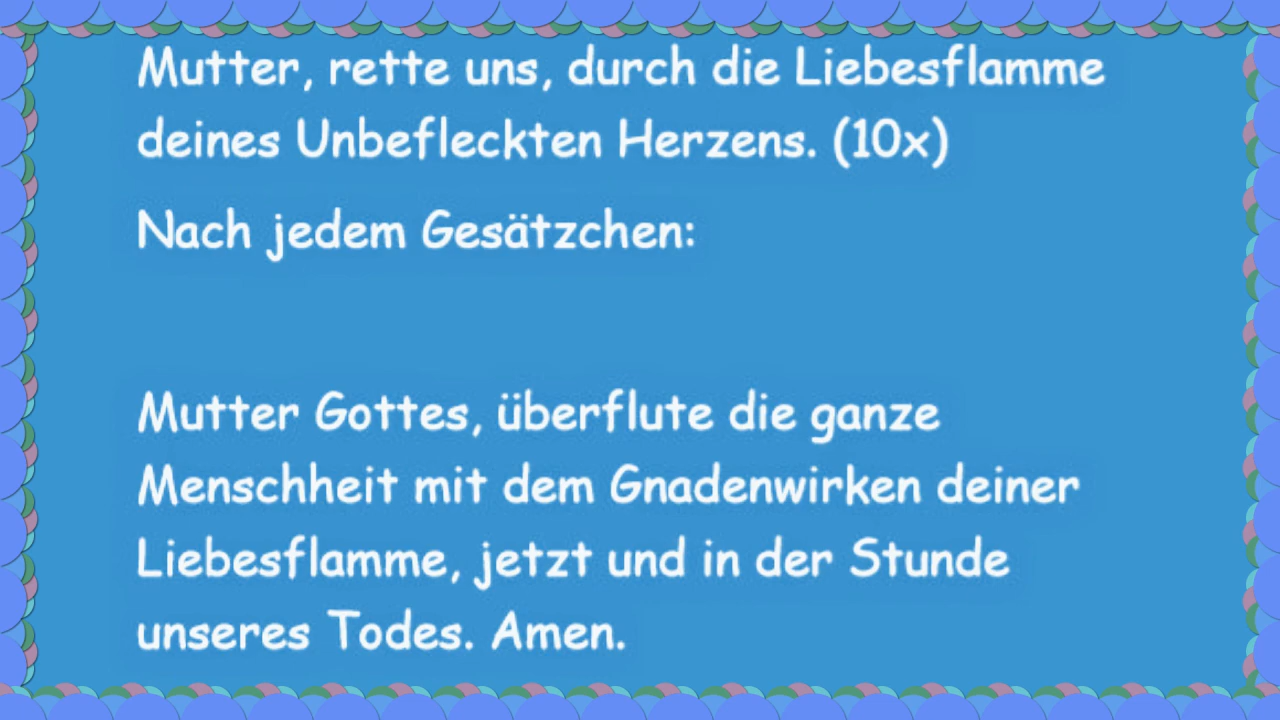 Mutter, rette uns, durch die Liebesflamme
deines Unbefleckten Herzens. (10x)
Nach jedem Gesätzchen:
Mutter Gottes, überflute die ganze
Menschheit mit dem Gnadenwirken deiner
Liebesflamme, jetzt und in der Stunde
unseres Todes. Amen.